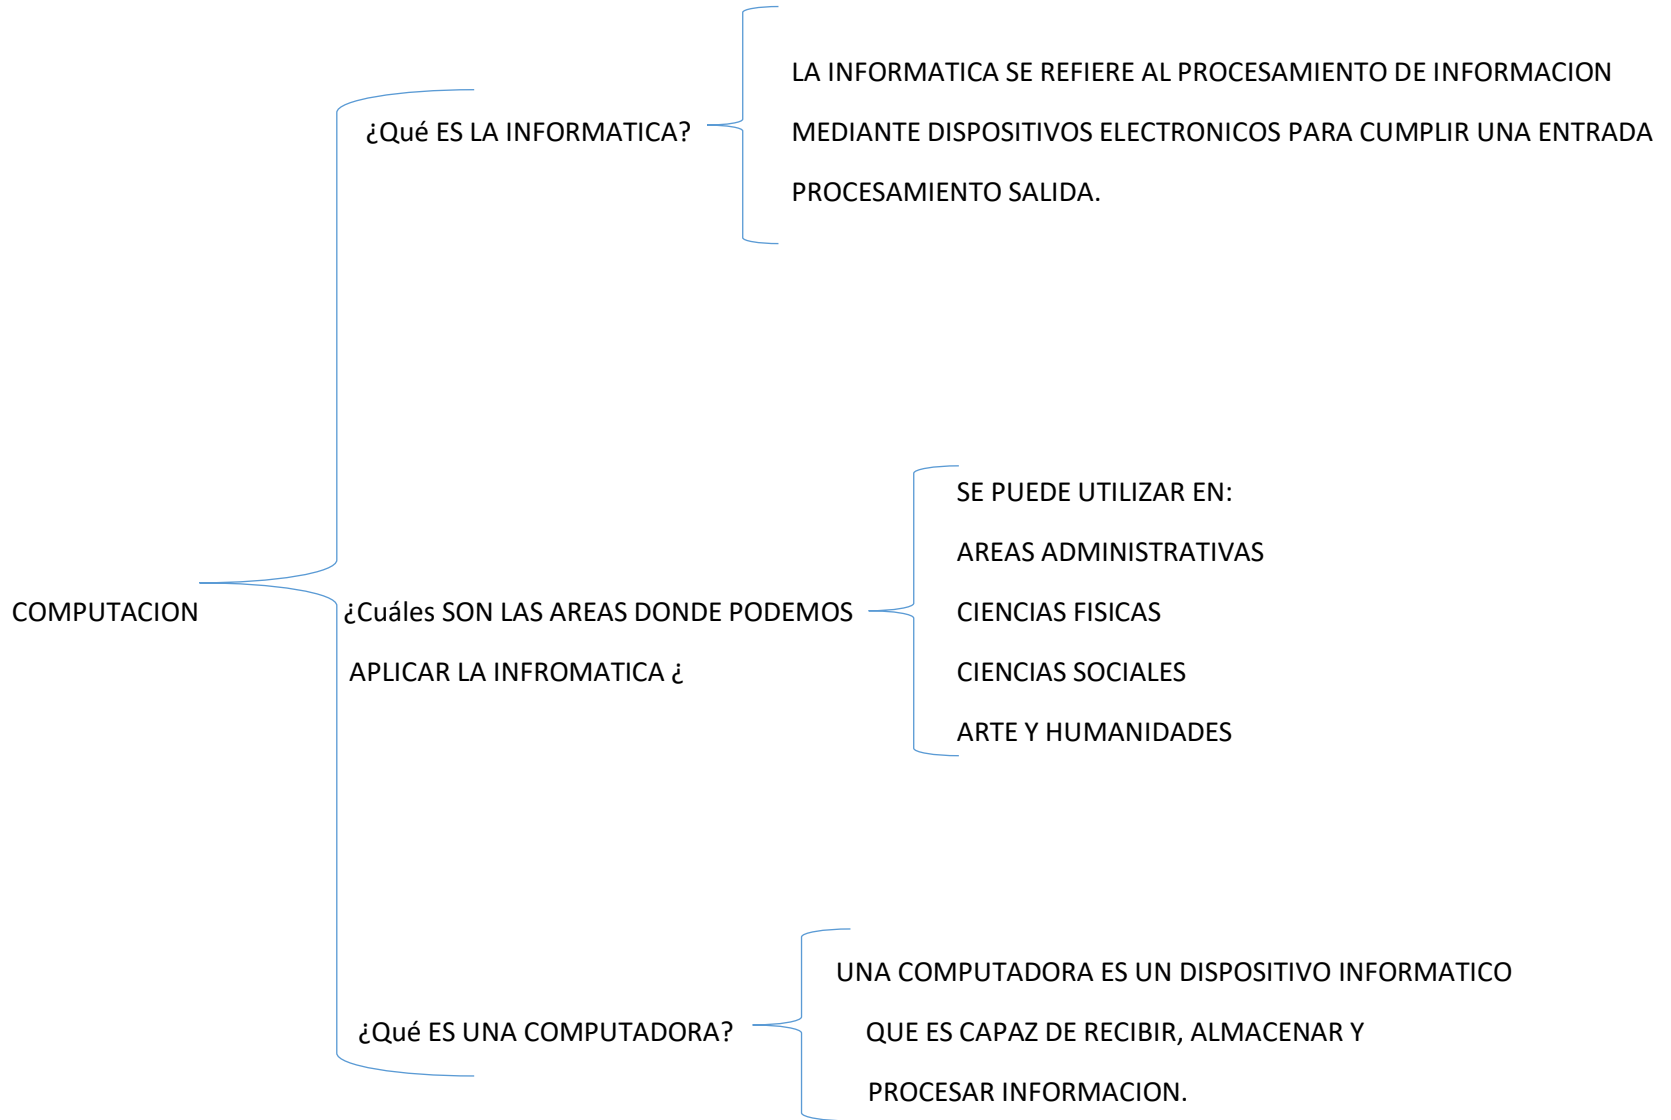 LA INFORMATICA SE REFIERE AL PROCESAMIENTO DE INFORMACION
¿Qué ES LA INFORMATICA?
MEDIANTE DISPOSITIVOS ELECTRONICOS PARA CUMPLIR UNA ENTRADA
PROCESAMIENTO SALIDA.
SE PUEDE UTILIZAR EN:
AREAS ADMINISTRATIVAS
COMPUTACION
¿Cuáles SON LAS AREAS DONDE PODEMOS
CIENCIAS FISICAS
APLICAR LA INFROMATICA ¿
CIENCIAS SOCIALES
ARTE Y HUMANIDADES
UNA COMPUTADORA ES UN DISPOSITIVO INFORMATICO
¿Qué ES UNA COMPUTADORA?
QUE ES CAPAZ DE RECIBIR, ALMACENAR Y
PROCESAR INFORMACION.